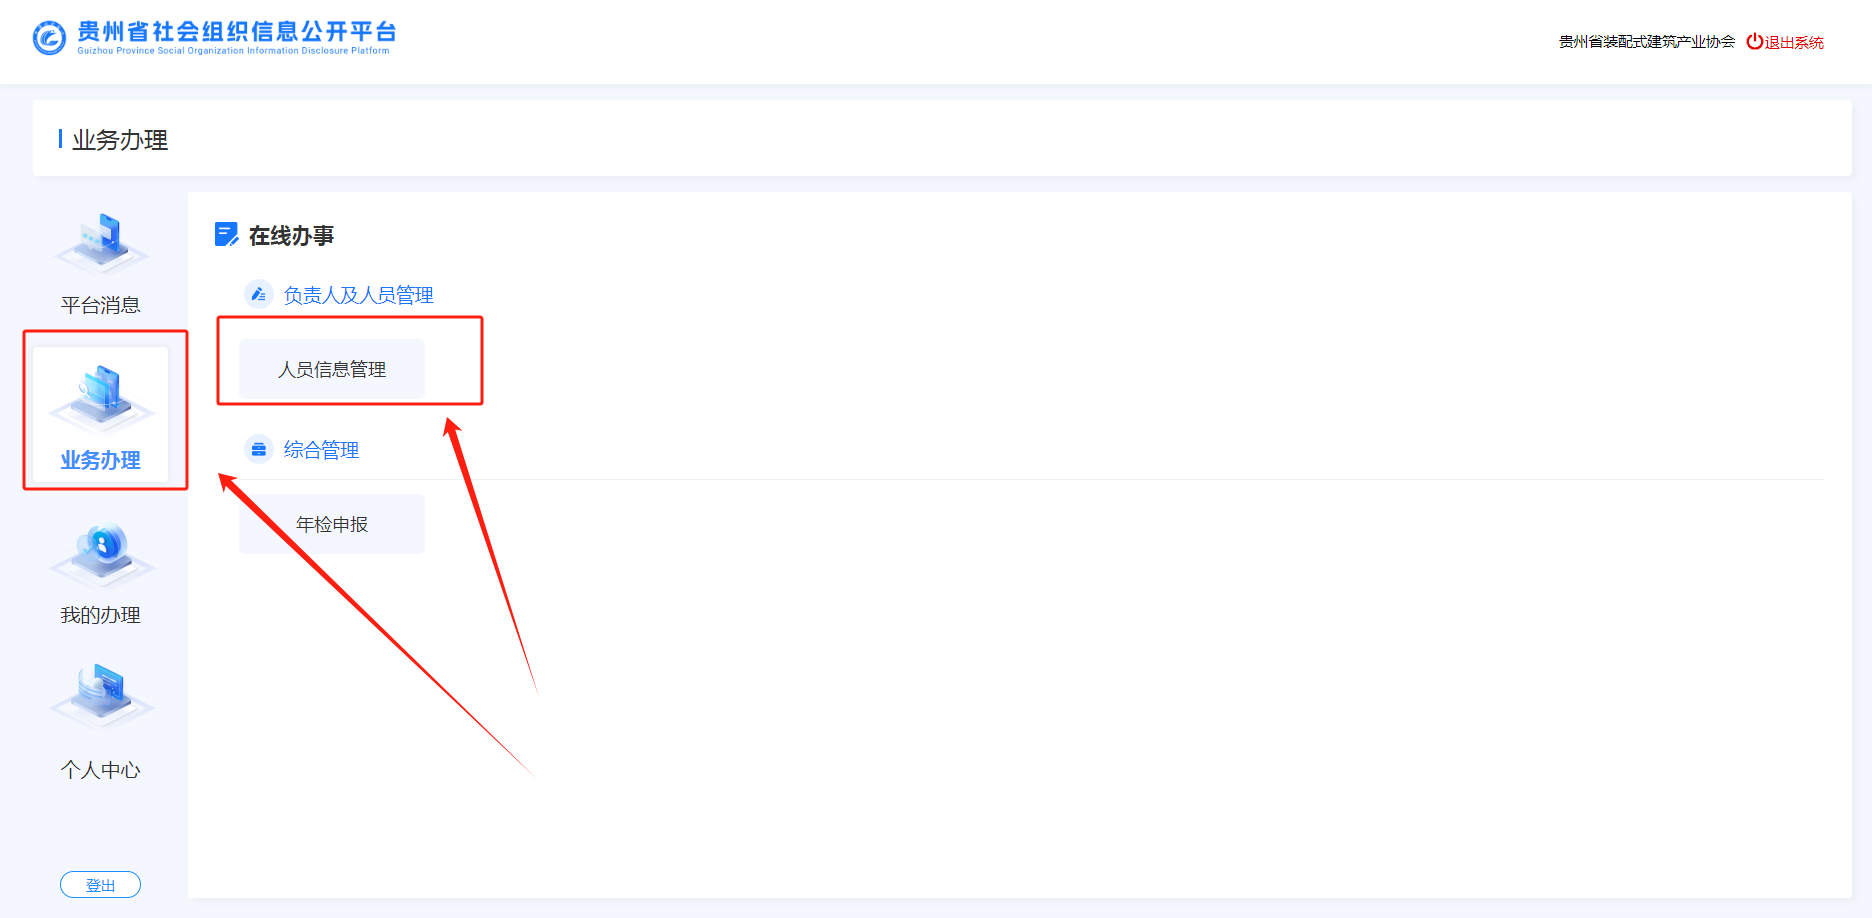 贵州省社会组织信息公开平台
Guizhou Province Social Organization Information Disclosure Platform
贵州省装配式建筑产业协会 退出系统
业务办理
平台消息
业务办理
我的办理
个人中心
登出
在线办事
负责人及人员管理
人员信息管理
综合管理
年检申报